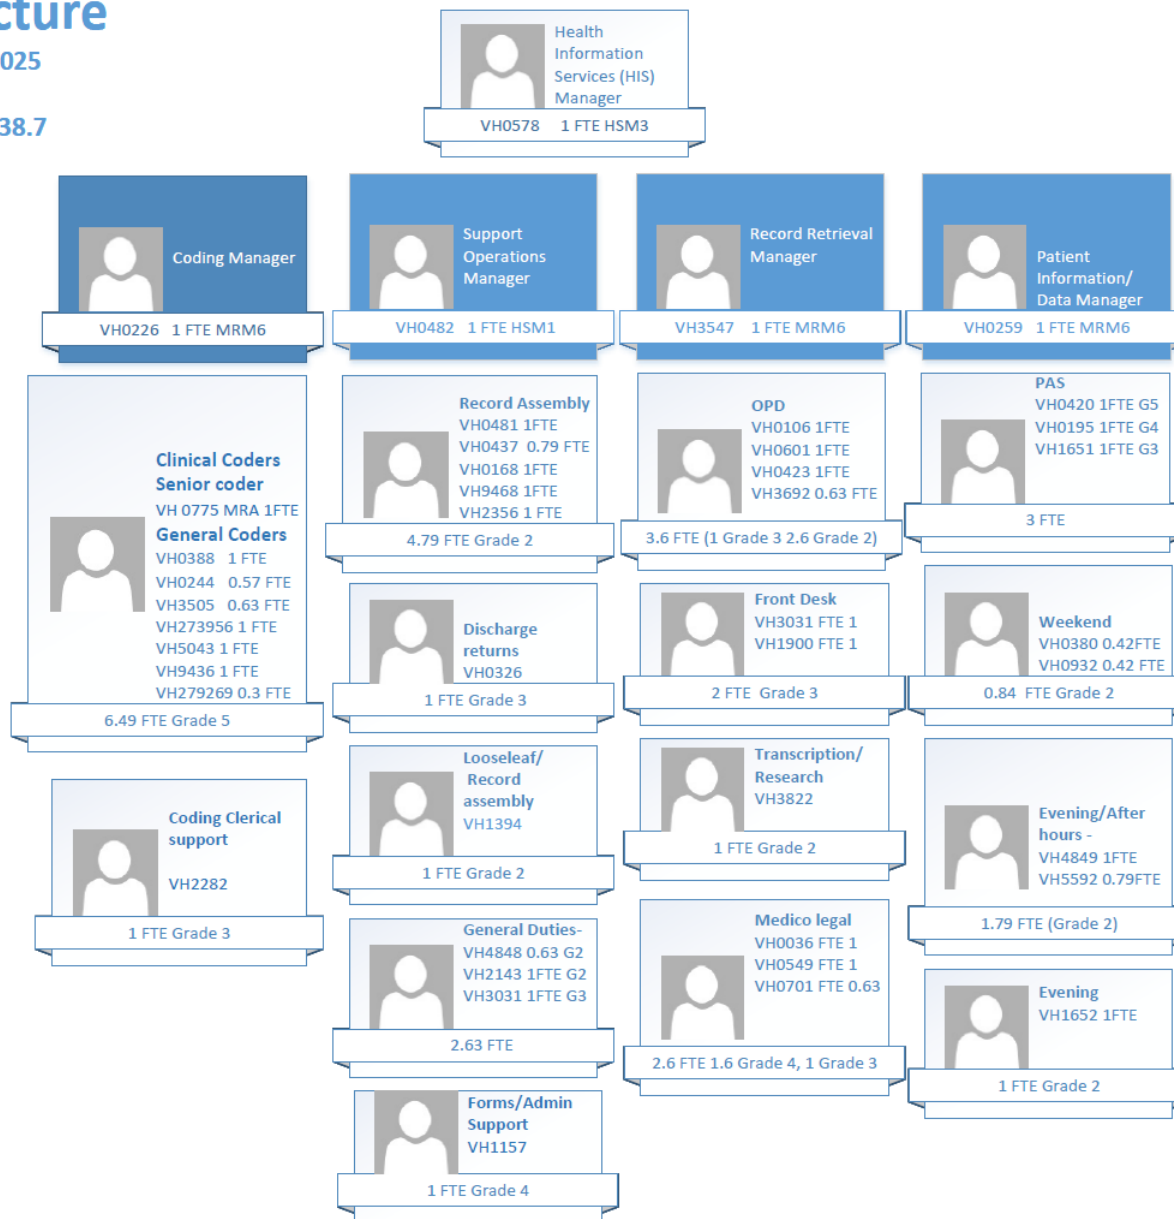 cture
025
38.7
Health
Information
Services (HIS)
Manager
VH0578 1 FTE HSM3
Coding Manager
VH0226 1 FTE MRM6
Support
Operations
Manager
VH0482 1 FTE HSM1
Record Retrieval
Manager
VH3547 1 FTE MRM6
Patient
Information/
Data Manager
VH0259 1 FTE MRM6
Clinical Coders
Senior coder
VH 0775 MRA 1FTE
General Coders
VH0388 1 FTE
VH0244 0.57 FTE
VH3505 0.63 FTE
VH273956 1 FTE
VH5043 1 FTE
VH9436 1 FTE
VH279269 0.3 FTE
6.49 FTE Grade 5
Coding Clerical
support
VH2282
1 FTE Grade 3
Record Assembly
VH0481 1FTE
VH0437 0.79 FTE
VH0168 1FTE
VH9468 1FTE
VH2356 1 FTE
4.79 FTE Grade 2
Discharge
returns
VH0326
1 FTE Grade 3
Looseleaf/
Record
assembly
VH1394
1 FTE Grade 2
General Duties-
VH4848 0.63 G2
VH2143 1FTE G2
VH3031 1FTE G3
2.63 FTE
Forms/Admin
Support
VH1157
1 FTE Grade 4
OPD
VH0106 1FTE
VH0601 1FTE
VH0423 1FTE
VH3692 0.63 FTE
3.6 FTE (1 Grade 3 2.6 Grade 2)
Front Desk
VH3031 FTE 1
VH1900 FTE 1
2 FTE Grade 3
Transcription/
Research
VH3822
1 FTE Grade 2
Medico legal
VH0036 FTE 1
VH0549 FTE 1
VH0701 FTE 0.63
2.6 FTE 1.6 Grade 4, 1 Grade 3
PAS
VH0420 1FTE G5
VH0195 1FTE G4
VH1651 1FTE G3
3 FTE
Weekend
VH0380 0.42FTE
VH0932 0.42 FTE
0.84 FTE Grade 2
Evening/After
hours -
VH4849 1FTE
VH5592 0.79FTE
1.79 FTE (Grade 2)
Evening
VH1652 1FTE
1 FTE Grade 2